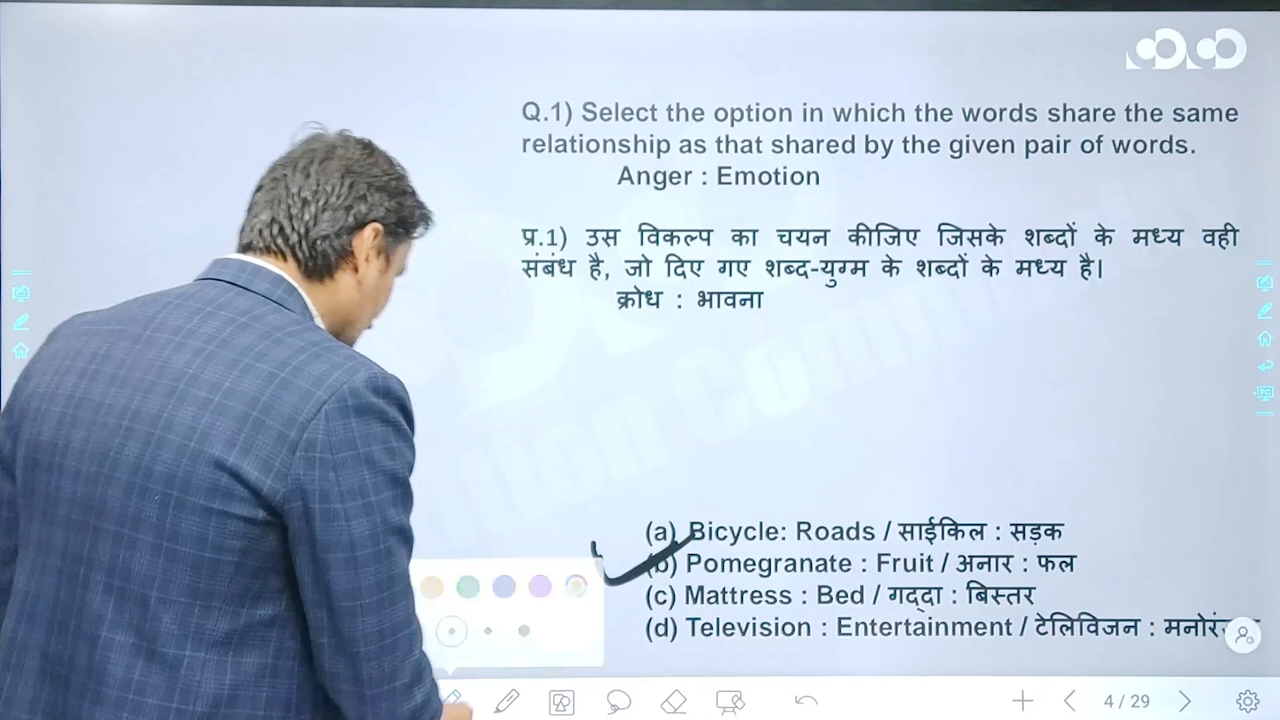 Q.1) Select the option in which the words share the same
relationship as that shared by the given pair of words.
Anger : Emotion
प्र.1) उस विकल्प का चयन कीजिए जिसके शब्दों के मध्य वही
संबंध है, जो दिए गए शब्द-युग्म के शब्दों के मध्य है।
क्रोध : भावना
(a) Bicycle: Roads / साईकिल : सड़क
(b) Pomegranate : Fruit / अनार : फल
(c) Mattress : Bed / गद्दा : बिस्तर
(d) Television : Entertainment / टेलिविजन :
4 / 29